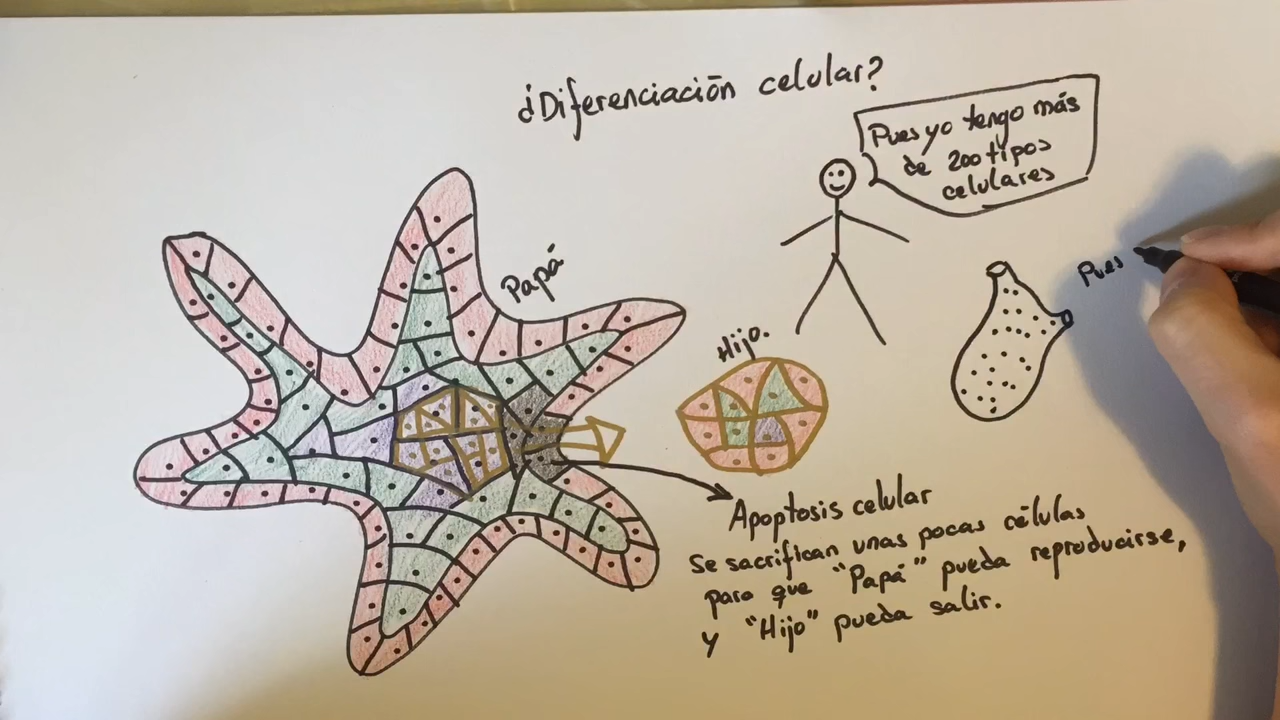 ¿Diferenciación celular?
Pues yo tengo más
de 200 tipos
celulares
Papá
Pues
Hijo.
Apoptosis celular
Se sacrifican unas pocas células
para que "Papá" pueda reproducirse,
y "Hijo" pueda salir.